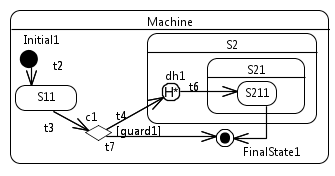 Machine
Initial1
S2
t2
dh1
S21
S11
H*
t6
S211
c1
t4
t3
[guard1]
t7
FinalState1